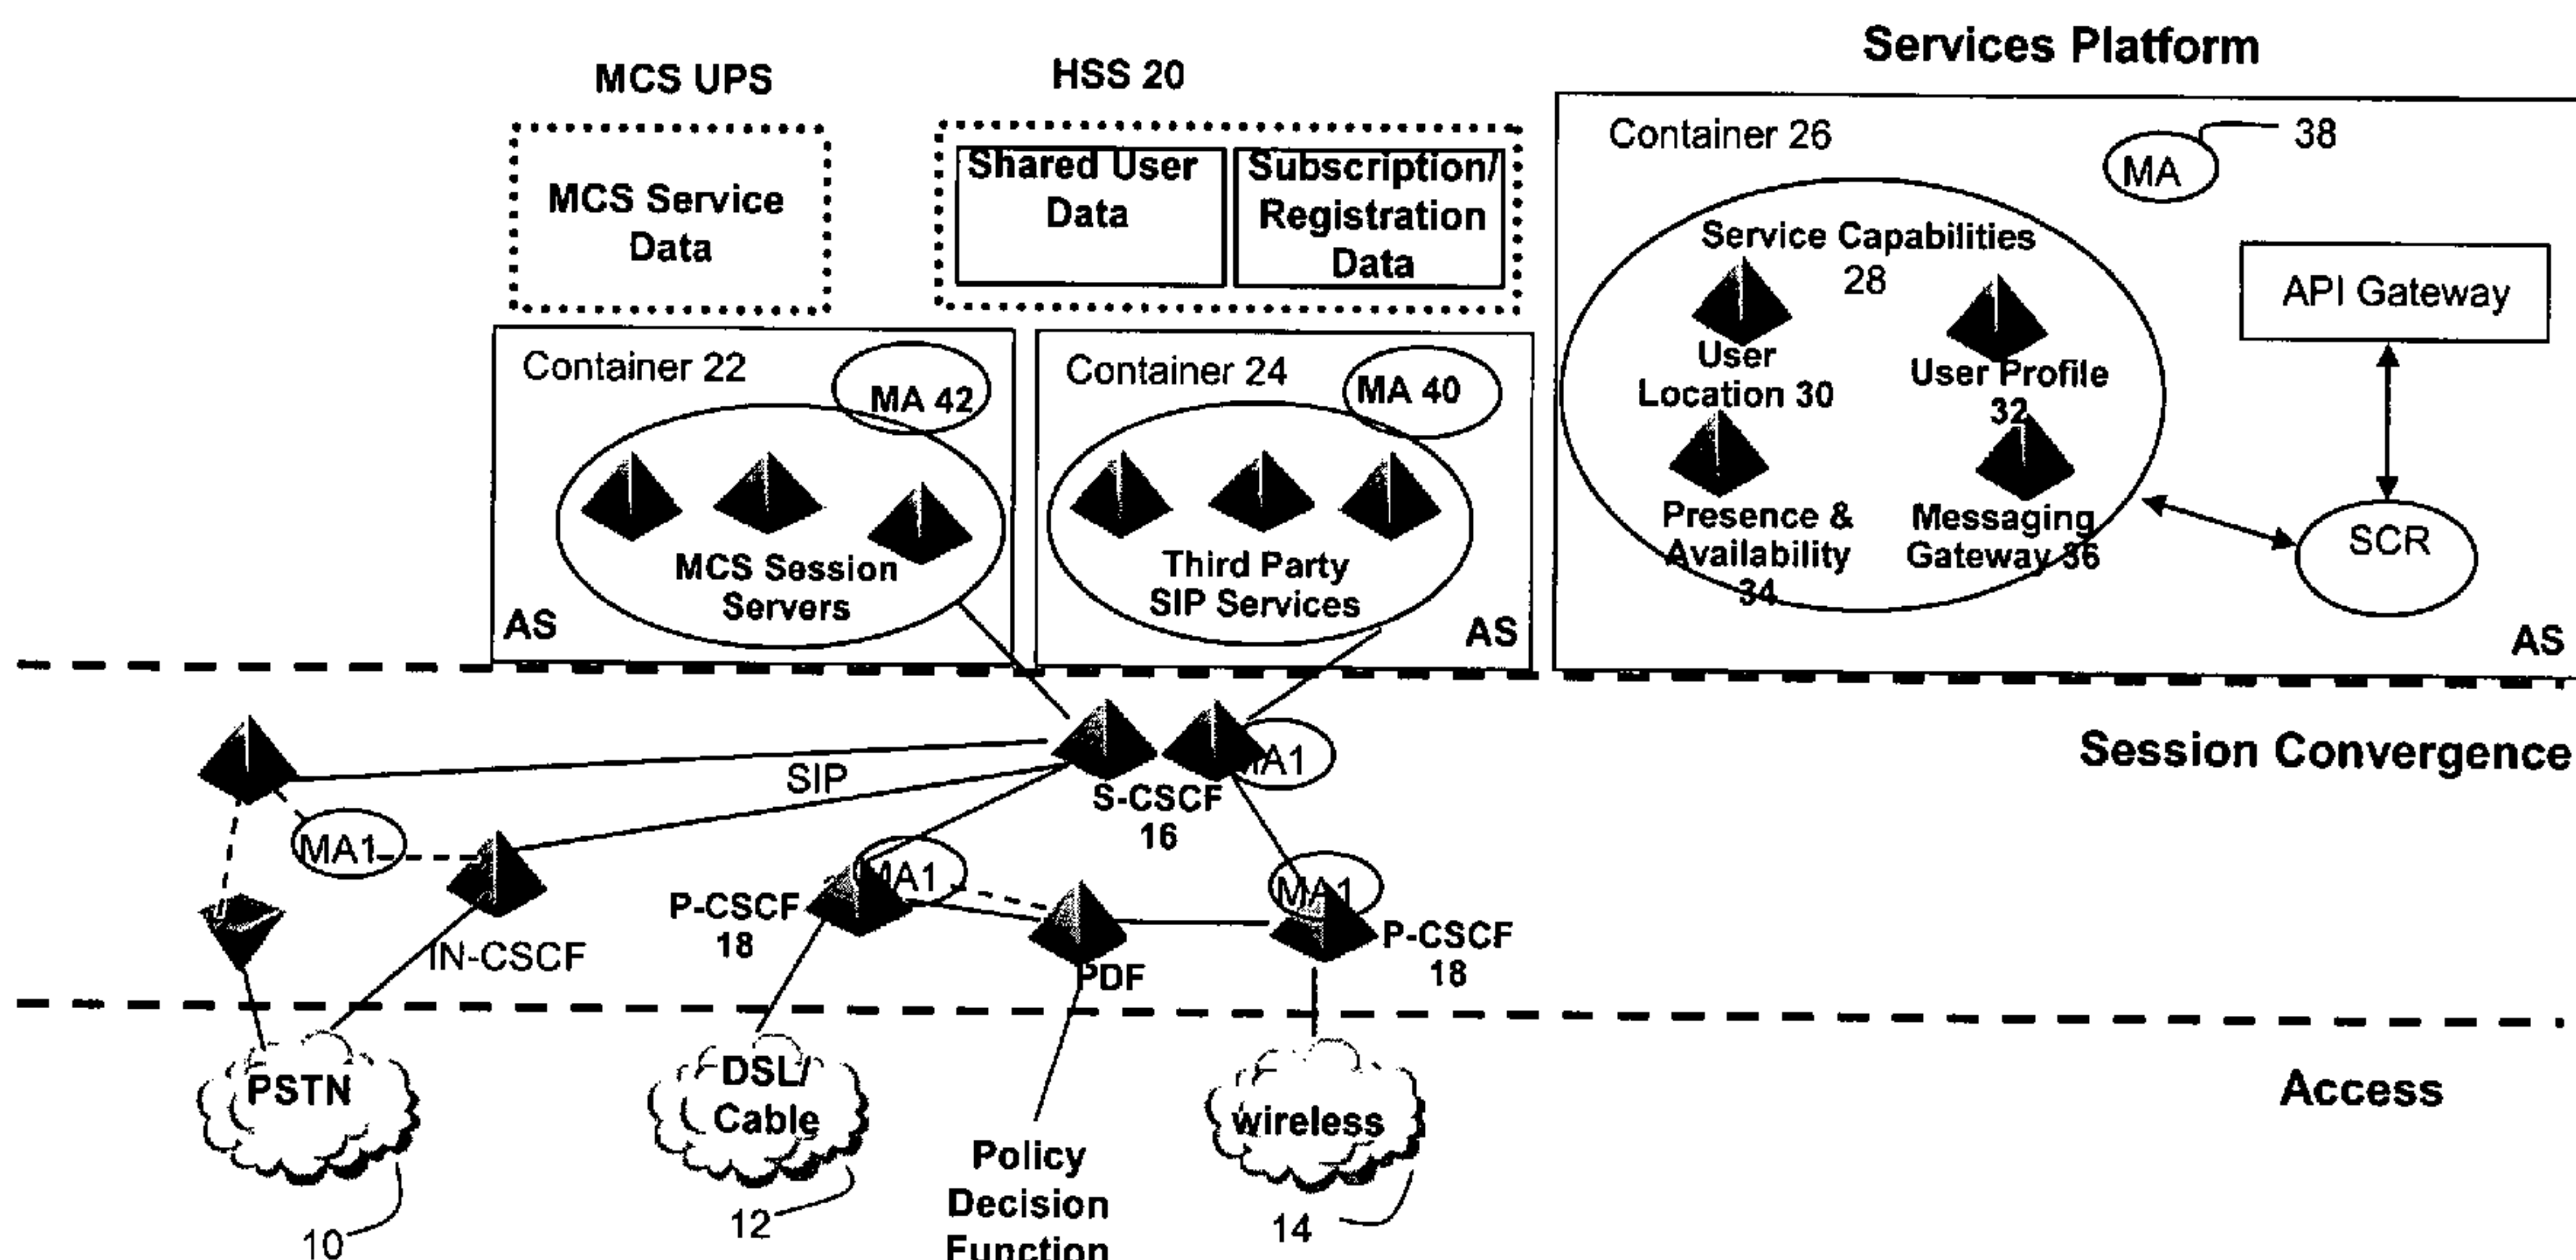 Services Platform
MCS UPS
HSS 20
MCS Service
Data
Shared User
Data
Subscription/
Registration
Data
Container 26
MA
38
Service Capabilities
28
User
Location 30
User Profile
32
Presence &
Availability
34
Messaging
Gateway 36
API Gateway
SCR
AS
Container 22
MA 42
MCS Session
Servers
AS
Container 24
MA 40
Third Party
SIP Services
AS
Session Convergence
SIP
MA1
S-CSCF
16
MA1
IN-CSCF
MA1
P-CSCF
18
PDF
MA1
P-CSCF
18
Access
PSTN
10
DSL/
Cable
12
Policy
Decision
Function
wireless
14